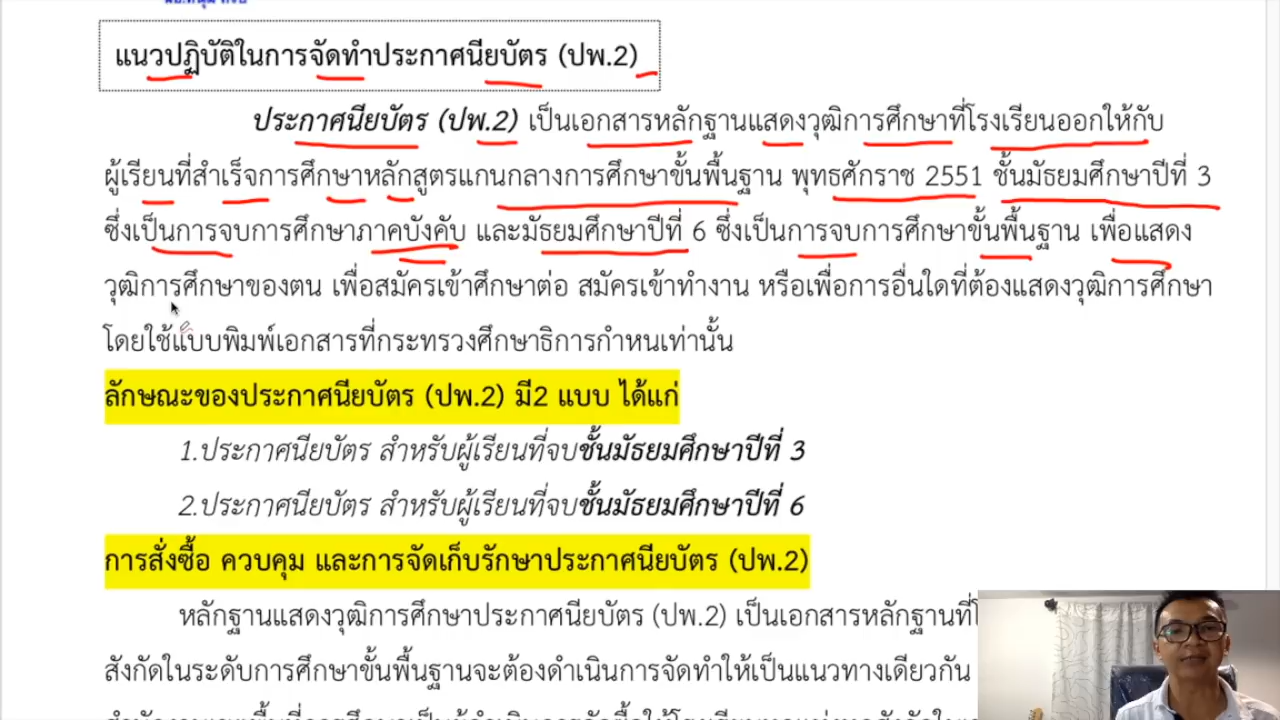 แนวปฏิบัติในการจัดทำประกาศนียบัตร (ปพ.2)
ประกาศนียบัตร (ปพ.2) เป็นเอกสารหลักฐานแสดงวุฒิการศึกษาที่โรงเรียนออกให้กับ
ผู้เรียนที่สำเร็จการศึกษาหลักสูตรแกนกลางการศึกษาขั้นพื้นฐาน พุทธศักราช 2551 ชั้นมัธยมศึกษาปีที่ 3
ซึ่งเป็นการจบการศึกษาภาคบังคับ และมัธยมศึกษาปีที่ 6 ซึ่งเป็นการจบการศึกษาขั้นพื้นฐาน เพื่อแสดง
วุฒิการศึกษาของตน เพื่อสมัครเข้าศึกษาต่อ สมัครเข้าทำงาน หรือเพื่อการอื่นใดที่ต้องแสดงวุฒิการศึกษา
โดยใช้แบบพิมพ์เอกสารที่กระทรวงศึกษาธิการกำหนเท่านั้น
ลักษณะของประกาศนียบัตร (ปพ.2) มี2 แบบ ได้แก่
1.ประกาศนียบัตร สำหรับผู้เรียนที่จบชั้นมัธยมศึกษาปีที่ 3
2.ประกาศนียบัตร สำหรับผู้เรียนที่จบชั้นมัธยมศึกษาปีที่ 6
การสั่งซื้อ ควบคุม และการจัดเก็บรักษาประกาศนียบัตร (ปพ.2)
หลักฐานแสดงวุฒิการศึกษาประกาศนียบัตร (ปพ.2) เป็นเอกสารหลักฐานที่
สังกัดในระดับการศึกษาขั้นพื้นฐานจะต้องดำเนินการจัดทำให้เป็นแนวทางเดียวกัน